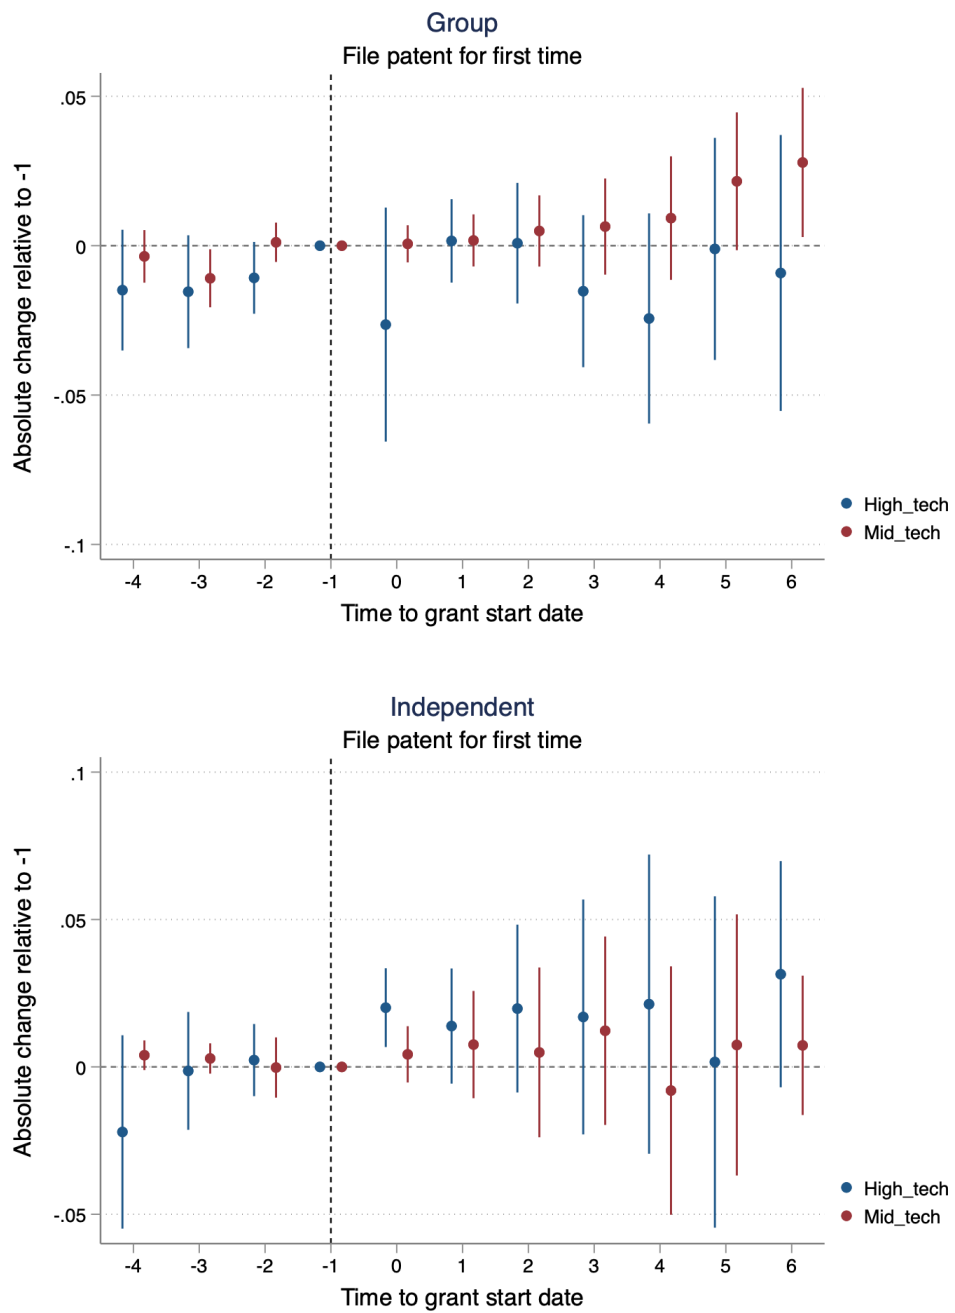 Group
File patent for first time
Absolute change relative to -1
.05
0
-.05
-.1
-4 -3 -2 -1 0 1 2 3 4 5 6
Time to grant start date
High_tech
Mid_tech
Independent
File patent for first time
Absolute change relative to -1
.1
.05
0
-.05
-4 -3 -2 -1 0 1 2 3 4 5 6
Time to grant start date
High_tech
Mid_tech